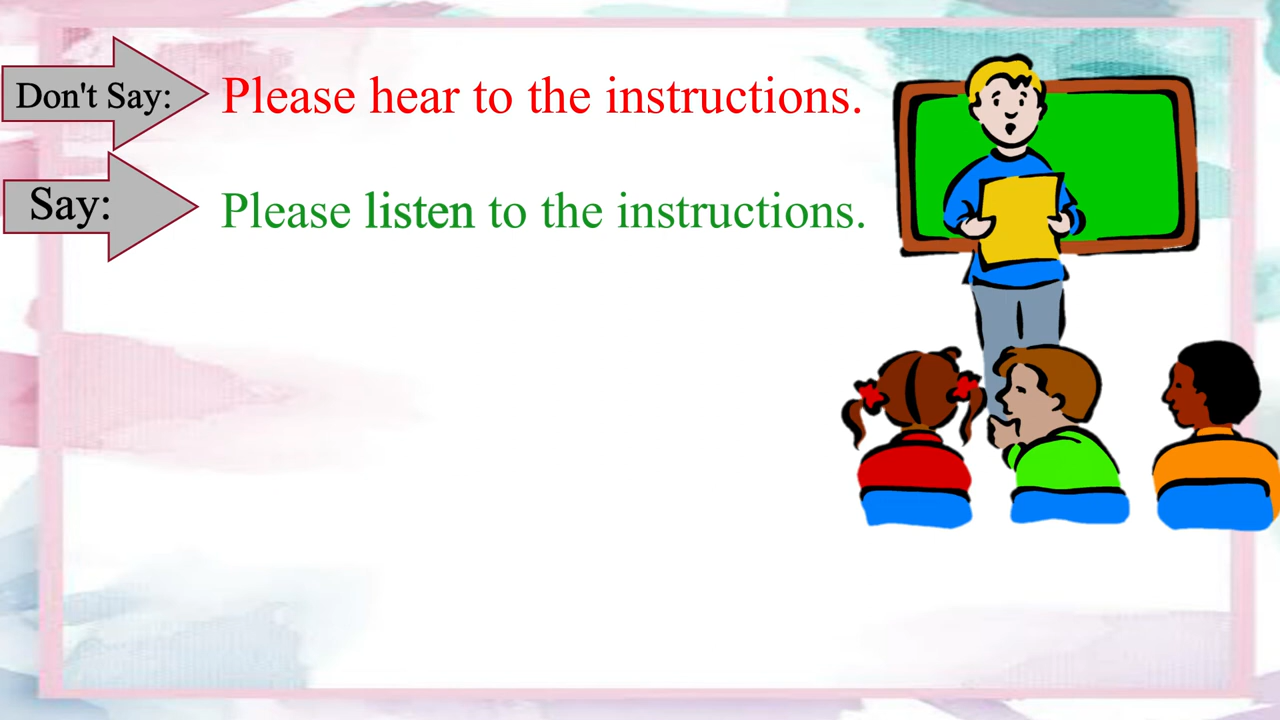 Don't Say: Please hear to the instructions.
Say: Please listen to the instructions.